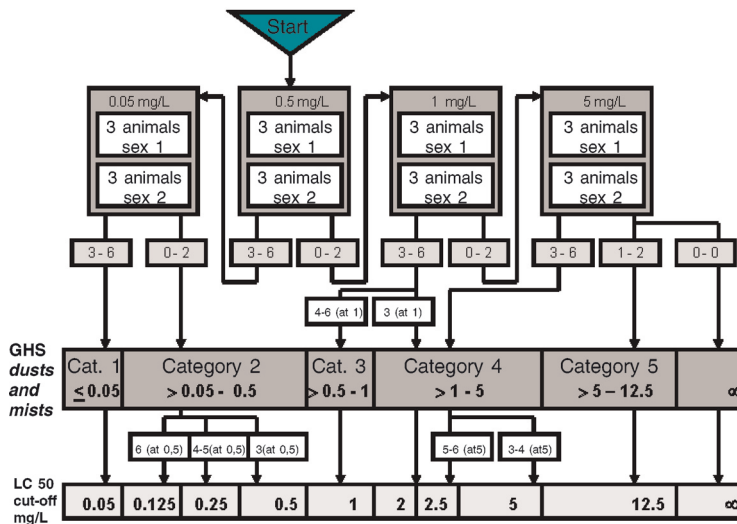 Start
0.05 mg/L
0.5 mg/L
1 mg/L
5 mg/L
3 animals
sex 1
3 animals
sex 1
3 animals
sex 1
3 animals
sex 1
3 animals
sex 2
3 animals
sex 2
3 animals
sex 2
3 animals
sex 2
3 - 6
0 - 2
3 - 6
0 - 2
3 - 6
0 - 2
3 - 6
1 - 2
0 - 0
4-6 (at 1)
3 (at 1)
GHS
dusts
and
mists
Cat. 1
≤ 0.05
Category 2
> 0.05 - 0.5
Cat. 3
> 0.5 - 1
Category 4
> 1 - 5
Category 5
> 5 – 12.5
∞
6 (at 0,5)
4-5(at 0,5)
3(at 0,5)
5-6 (at5)
3-4 (at5)
LC 50
cut-off
mg/L
0.05
0.125
0.25
0.5
1
2
2.5
5
12.5
∞